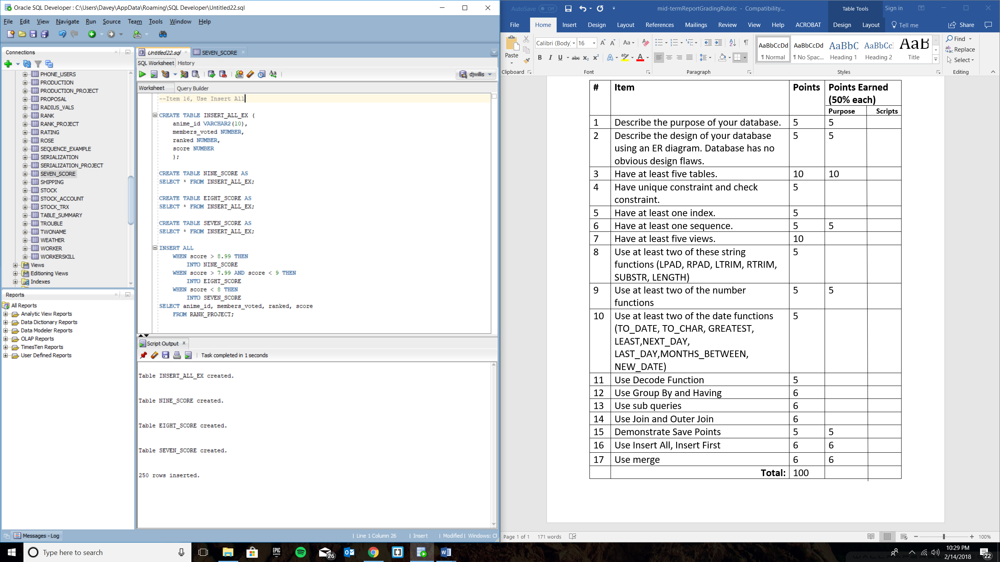 Oracle SQL Developer : C:\Users\Davey\AppData\Roaming\SQL Developer\Untitled22.sql
File Edit View Navigate Run Source Team Tools Window Help
Connections
PHONE_USERS
PRODUCTION
PRODUCTION_PROJECT
PROPOSAL
RADIUS_VALS
RANK
RANK_PROJECT
RATING
ROSE
SEQUENCE_EXAMPLE
SERIALIZATION
SERIALIZATION_PROJECT
SEVEN_SCORE
SHIPPING
STOCK
STOCK_ACCOUNT
STOCK_TRX
TABLE_SUMMARY
TROUBLE
TWONAME
WEATHER
WORKER
WORKERSKILL
Views
Editioning Views
Indexes
Reports
All Reports
Analytic View Reports
Data Dictionary Reports
Data Modeler Reports
OLAP Reports
TimesTen Reports
User Defined Reports
Messages - Log
Untitled22.sql SEVEN_SCORE
SQL Worksheet History
djwillis
Worksheet Query Builder
--Item 16, Use Insert All
CREATE TABLE INSERT_ALL_EX (
anime_id VARCHAR2(10),
members_voted NUMBER,
ranked NUMBER,
score NUMBER
);
CREATE TABLE NINE_SCORE AS
SELECT * FROM INSERT_ALL_EX;
CREATE TABLE EIGHT_SCORE AS
SELECT * FROM INSERT_ALL_EX;
CREATE TABLE SEVEN_SCORE AS
SELECT * FROM INSERT_ALL_EX;
INSERT ALL
WHEN score > 8.99 THEN
INTO NINE_SCORE
WHEN score > 7.99 AND score < 9 THEN
INTO EIGHT_SCORE
WHEN score < 8 THEN
INTO SEVEN_SCORE
SELECT anime_id, members_voted, ranked, score
FROM RANK_PROJECT;
Script Output
Task completed in 1 seconds
Table INSERT_ALL_EX created.
Table NINE_SCORE created.
Table EIGHT_SCORE created.
Table SEVEN_SCORE created.
250 rows inserted.
Line 1 Column 26 Insert Modified Windows: CF
AutoSave Off mid-termReportGradingRubric - Compatibility... Table Tools Sign in
File Home Insert Design Layout References Mailings Review View Help ACROBAT Design Layout Tell me Share
Paste
Calibri (Body) 16
AaBbCcDd AaBbCcDd AaBbC AaBbCcl AaB
¶ Normal ¶ No Spac... Heading 1 Heading 2 Title
Find
Replace
Select
Clipboard Font Paragraph Styles Editing
# Item Points Points Earned
(50% each)
Purpose Scripts
1 Describe the purpose of your database. 5 5
2 Describe the design of your database 5 5
using an ER diagram. Database has no
obvious design flaws.
3 Have at least five tables. 10 10
4 Have unique constraint and check 5
constraint.
5 Have at least one index. 5
6 Have at least one sequence. 5 5
7 Have at least five views. 10
8 Use at least two of these string 5
functions (LPAD, RPAD, LTRIM, RTRIM,
SUBSTR, LENGTH)
9 Use at least two of the number 5 5
functions
10 Use at least two of the date functions 5
(TO_DATE, TO_CHAR, GREATEST,
LEAST,NEXT_DAY,
LAST_DAY,MONTHS_BETWEEN,
NEW_DATE)
11 Use Decode Function 5
12 Use Group By and Having 6
13 Use sub queries 6
14 Use Join and Outer Join 6
15 Demonstrate Save Points 5 5
16 Use Insert All, Insert First 6 6
17 Use merge 6 6
Total: 100
Page 1 of 1 171 words 100%
Type here to search
EPIC GAMES
26
10:29 PM
2/14/2018
22